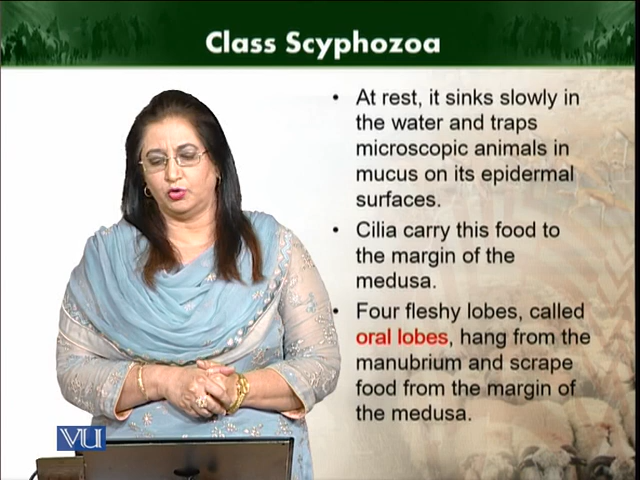 Class Scyphozoa
• At rest, it sinks slowly in
the water and traps
microscopic animals in
mucus on its epidermal
surfaces.
• Cilia carry this food to
the margin of the
medusa.
• Four fleshy lobes, called
oral lobes, hang from the
manubrium and scrape
food from the margin of
the medusa.
VU